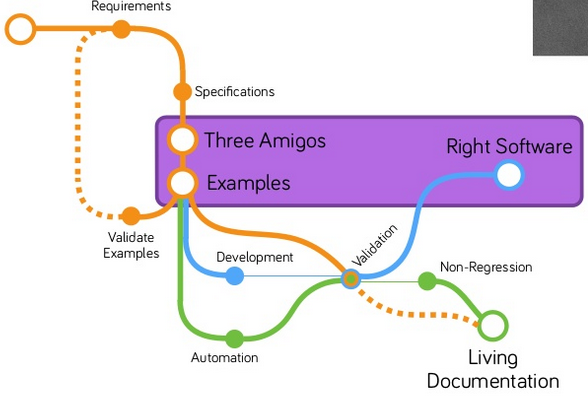 Requirements
Specifications
Three Amigos
Right Software
Examples
Validate
Examples
Development
Validation
Non-Regression
Automation
Living
Documentation